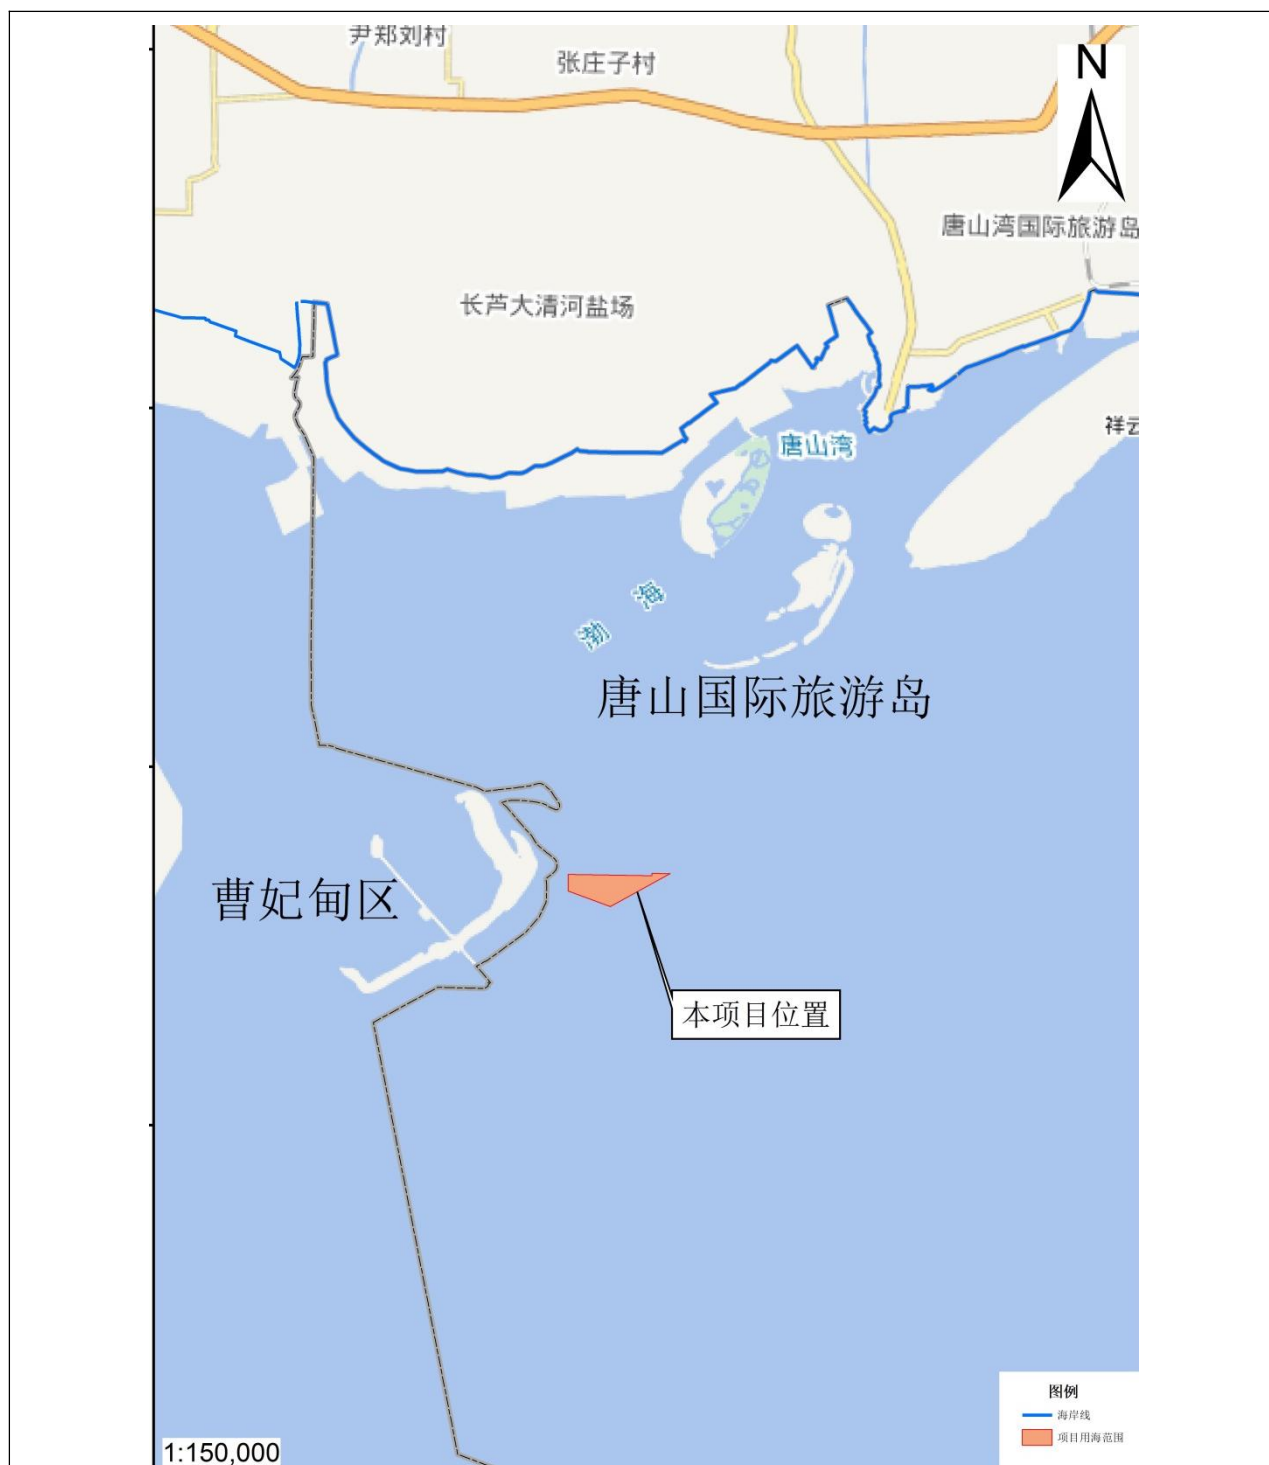 尹郑刘村
张庄子村
N
唐山湾国际旅游岛
长芦大清河盐场
祥云
唐山湾
渤海
唐山国际旅游岛
曹妃甸区
本项目位置
图例
海岸线
项目用海范围
1:150,000